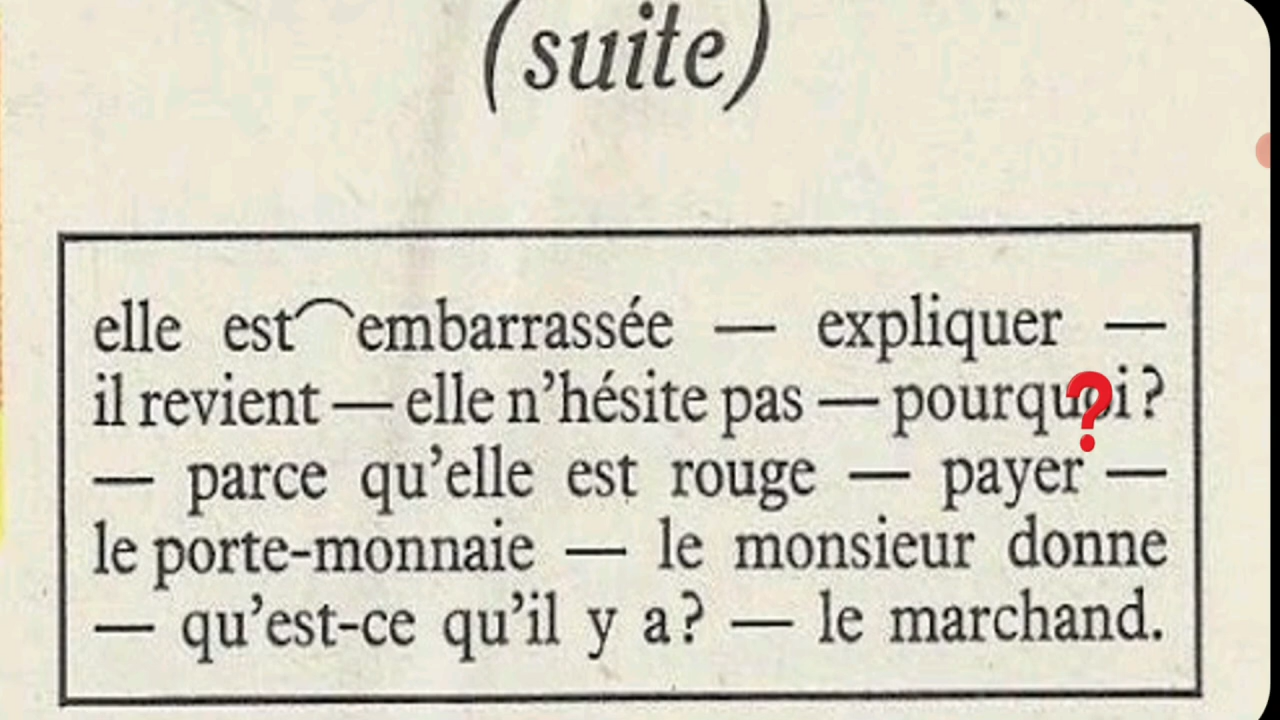 (suite)
elle est embarrassée — expliquer —
il revient — elle n'hésite pas — pourquoi ?
— parce qu'elle est rouge — payer —
le porte-monnaie — le monsieur donne
— qu'est-ce qu'il y a ? — le marchand.